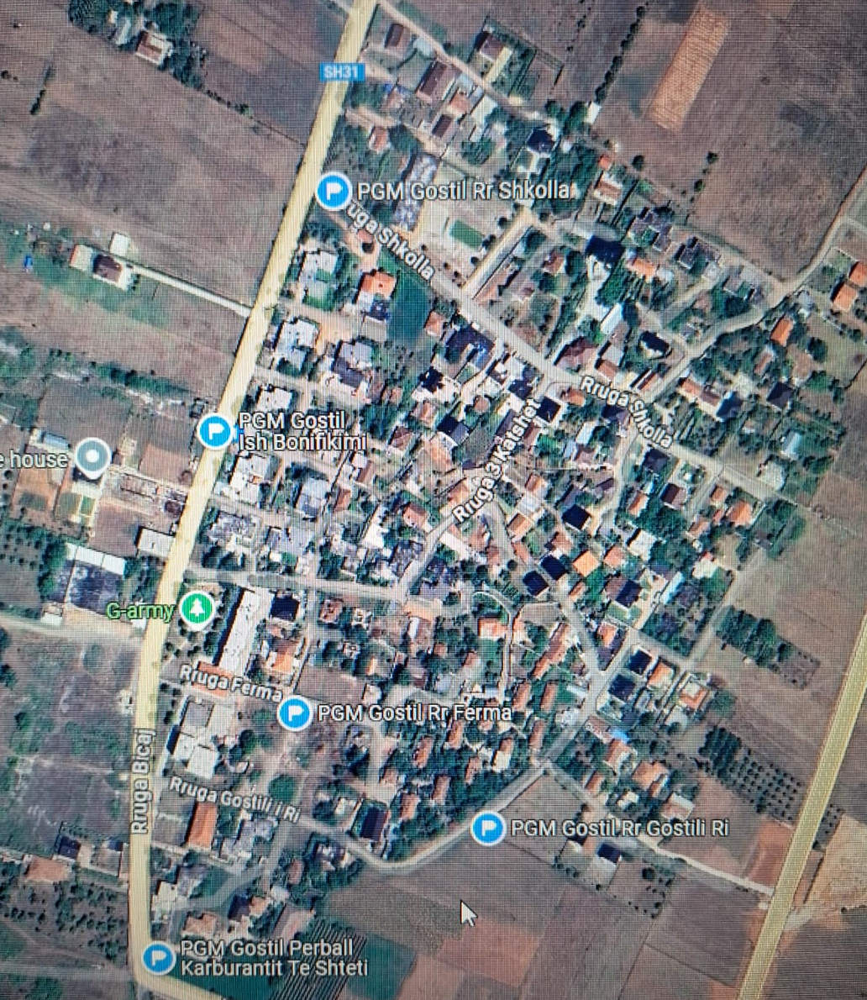 SH31
PGM Gostil Rr Shkolla
Rruga Shkolla
Rruga Shkolla
PGM Gostil
Ish Bonifikimi
e house
Rruga 3 Kaishet
G-army
Rruga Ferma
PGM Gostil Rr Ferma
Rruga Bicaj
Rruga Gostili i Ri
PGM Gostil Rr Gostili Ri
PGM Gostil Perball
Karburantit Te Shteti